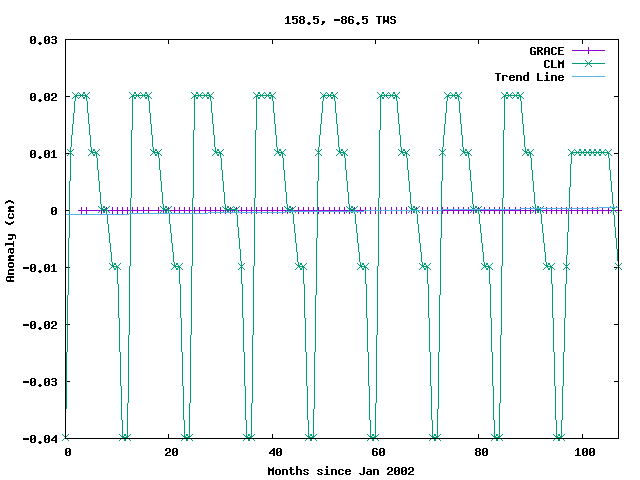 158.5, -86.5 TWS
GRACE
CLM
Trend Line
0.03
0.02
0.01
0
-0.01
-0.02
-0.03
-0.04
Anomaly (cm)
0 20 40 60 80 100
Months since Jan 2002